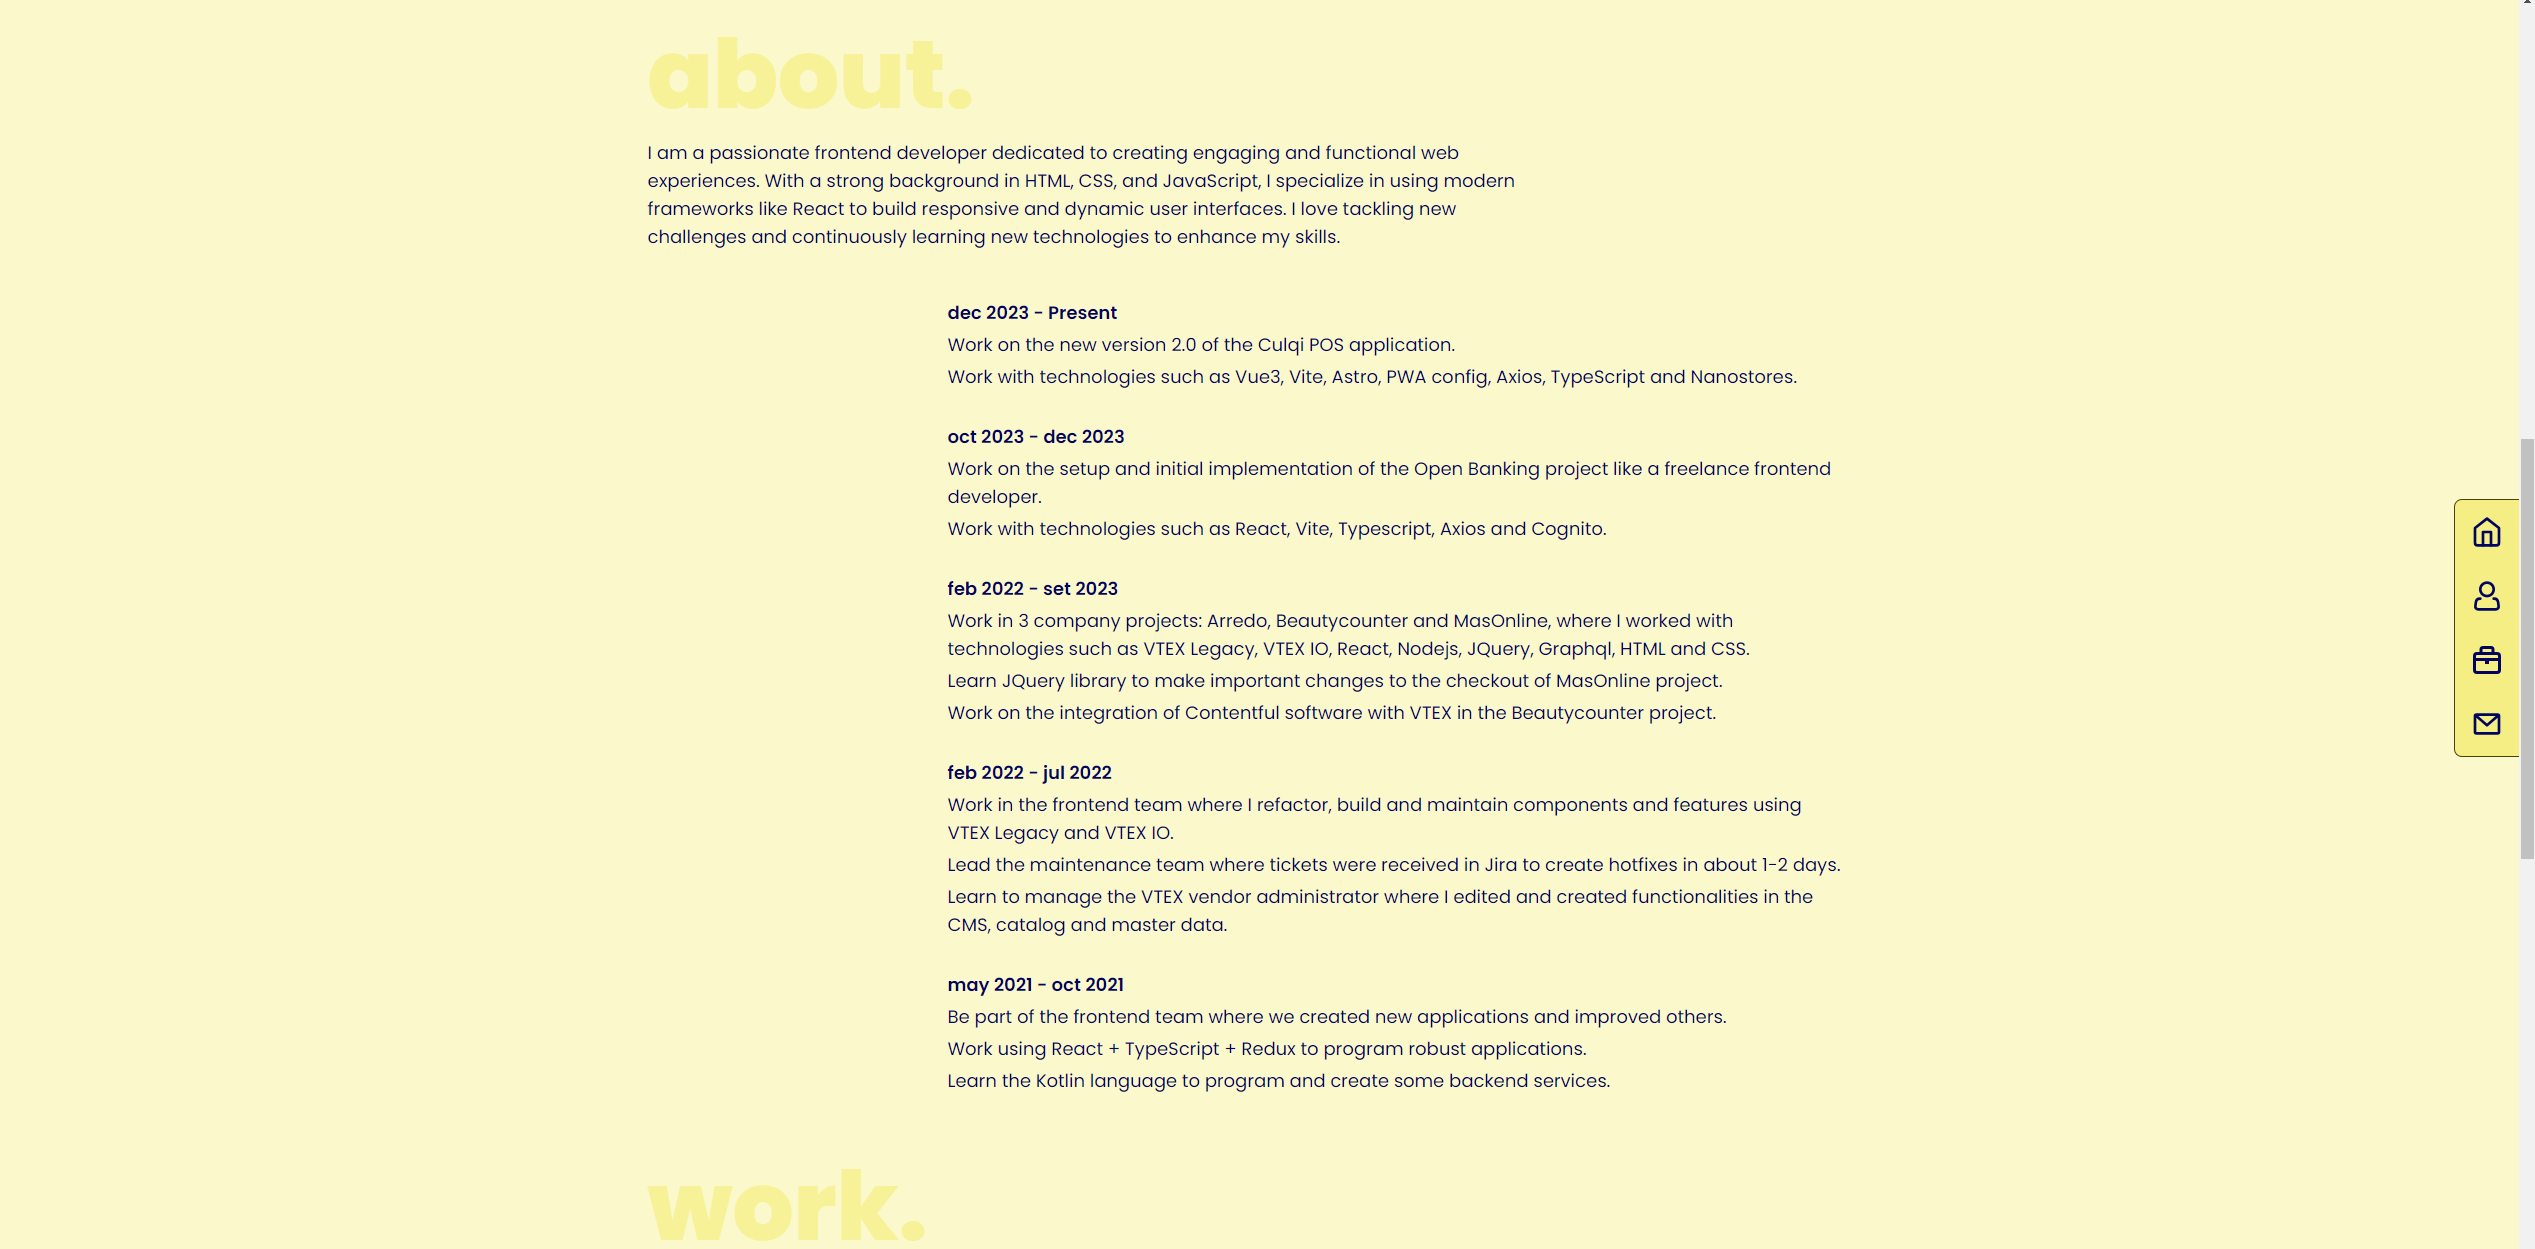 about.
I am a passionate frontend developer dedicated to creating engaging and functional web
experiences. With a strong background in HTML, CSS, and JavaScript, I specialize in using modern
frameworks like React to build responsive and dynamic user interfaces. I love tackling new
challenges and continuously learning new technologies to enhance my skills.
dec 2023 - Present
Work on the new version 2.0 of the Culqi POS application.
Work with technologies such as Vue3, Vite, Astro, PWA config, Axios, TypeScript and Nanostores.
oct 2023 - dec 2023
Work on the setup and initial implementation of the Open Banking project like a freelance frontend
developer.
Work with technologies such as React, Vite, Typescript, Axios and Cognito.
feb 2022 - set 2023
Work in 3 company projects: Arredo, Beautycounter and MasOnline, where I worked with
technologies such as VTEX Legacy, VTEX IO, React, Nodejs, JQuery, Graphql, HTML and CSS.
Learn JQuery library to make important changes to the checkout of MasOnline project.
Work on the integration of Contentful software with VTEX in the Beautycounter project.
feb 2022 - jul 2022
Work in the frontend team where I refactor, build and maintain components and features using
VTEX Legacy and VTEX IO.
Lead the maintenance team where tickets were received in Jira to create hotfixes in about 1-2 days.
Learn to manage the VTEX vendor administrator where I edited and created functionalities in the
CMS, catalog and master data.
may 2021 - oct 2021
Be part of the frontend team where we created new applications and improved others.
Work using React + TypeScript + Redux to program robust applications.
Learn the Kotlin language to program and create some backend services.
work.